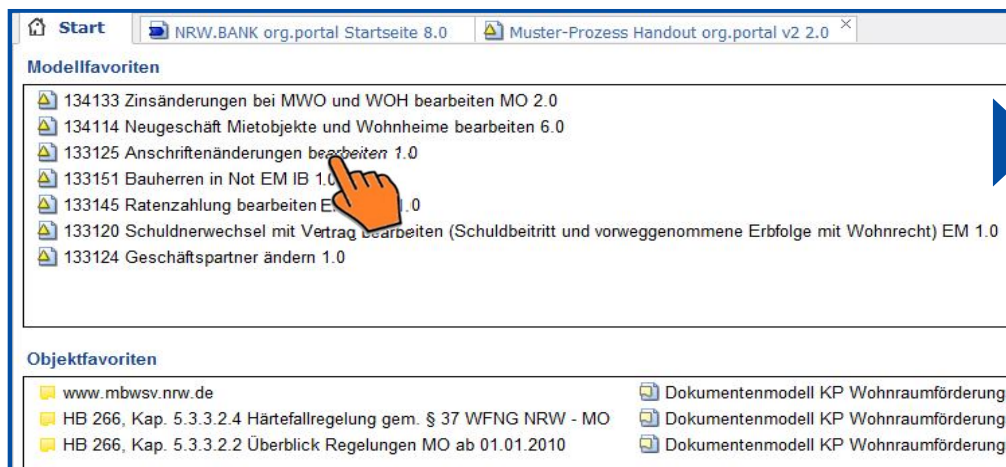 Start NRW.BANK org.portal Startseite 8.0 Muster-Prozess Handout org.portal v2 2.0
Modellfavoriten
134133 Zinsänderungen bei MWO und WOH bearbeiten MO 2.0
134114 Neugeschäft Mietobjekte und Wohnheime bearbeiten 6.0
133125 Anschriftenänderungen bearbeiten 1.0
133151 Bauherren in Not EM IB 1.0
133145 Ratenzahlung bearbeiten 1.0
133120 Schuldnerwechsel mit Vertrag bearbeiten (Schuldbeitritt und vorweggenommene Erbfolge mit Wohnrecht) EM 1.0
133124 Geschäftspartner ändern 1.0
Objektfavoriten
www.mbwsv.nrw.de Dokumentenmodell KP Wohnraumförderung
HB 266, Kap. 5.3.3.2.4 Härtefallregelung gem. § 37 WFNG NRW - MO Dokumentenmodell KP Wohnraumförderung
HB 266, Kap. 5.3.3.2.2 Überblick Regelungen MO ab 01.01.2010 Dokumentenmodell KP Wohnraumförderung